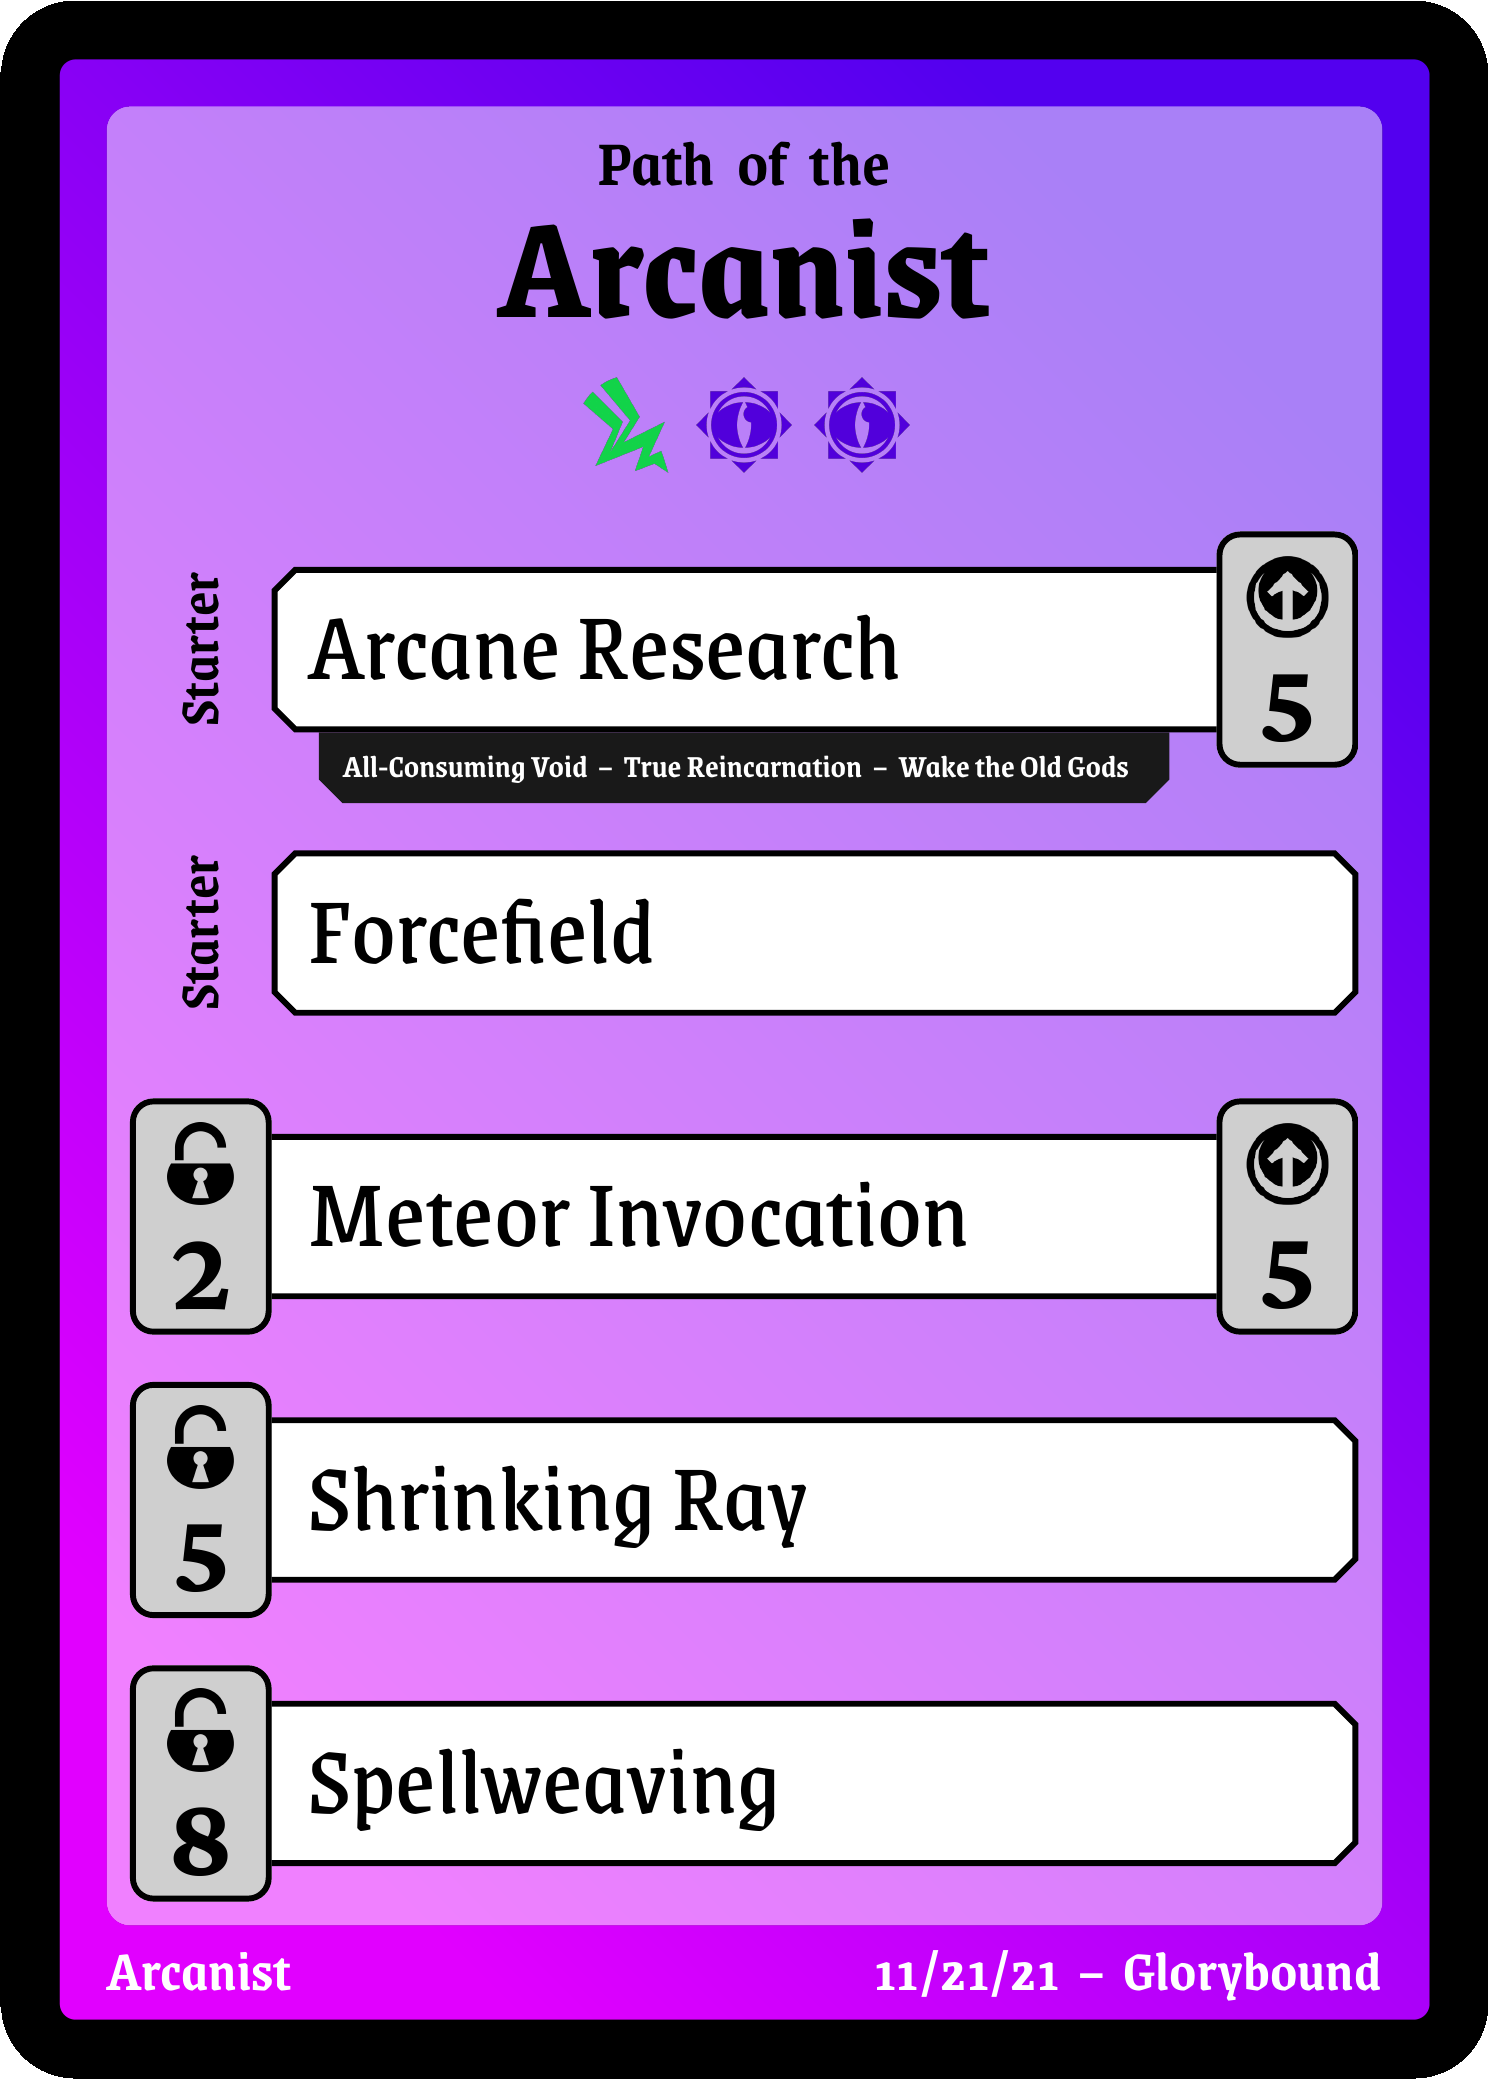 Path of the
Arcanist
Starter
Arcane Research
5
All-Consuming Void – True Reincarnation – Wake the Old Gods
Starter
Forcefield
2
Meteor Invocation
5
5
Shrinking Ray
8
Spellweaving
Arcanist
11/21/21 – Glorybound